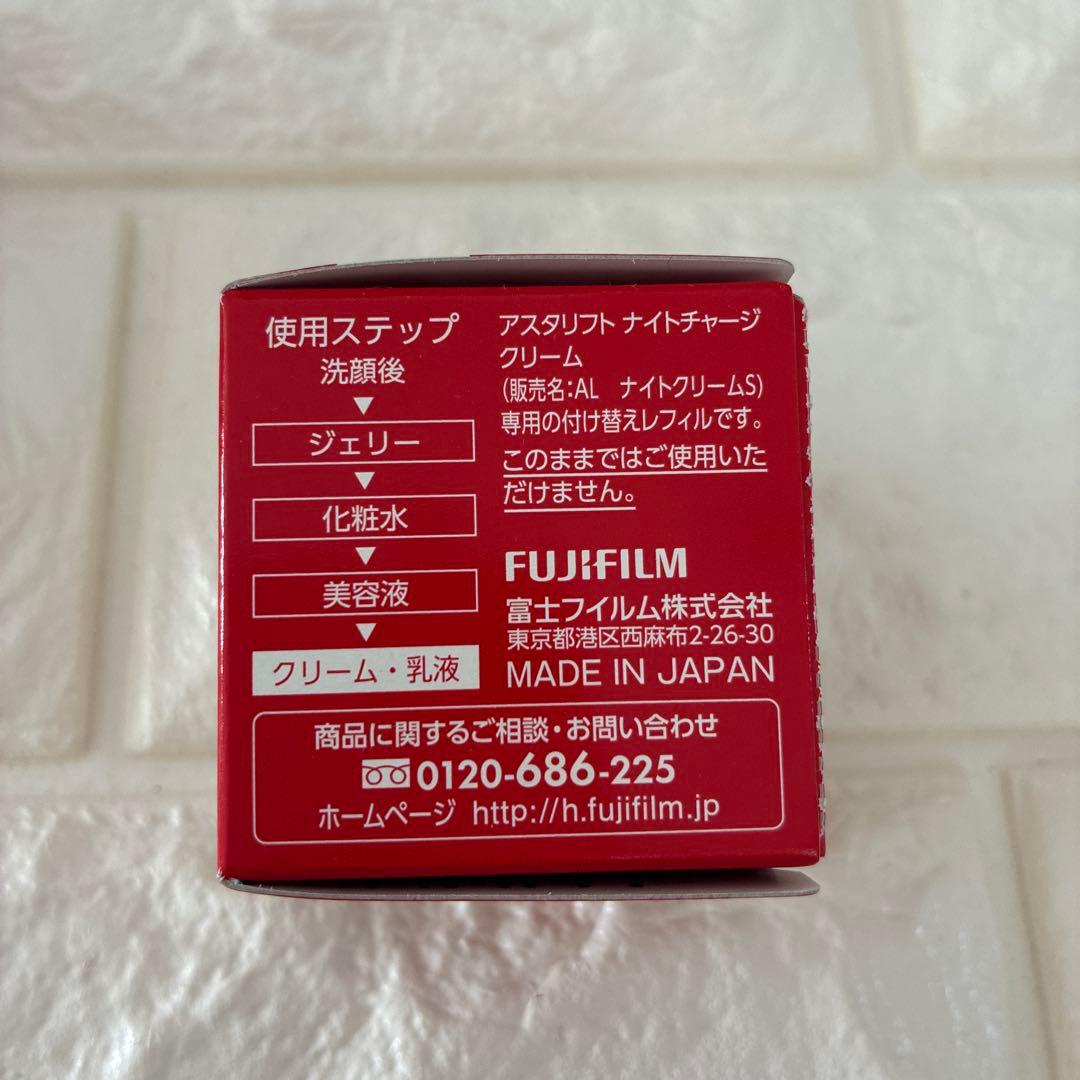 使用ステップ
洗顔後
▼
ジェリー
▼
化粧水
▼
美容液
▼
クリーム・乳液
アスタリフト ナイトチャージ
クリーム
(販売名:AL　ナイトクリームS)
専用の付け替えレフィルです。
このままではご使用いた
だけません。
FUJIFILM
富士フイルム株式会社
東京都港区西麻布2-26-30
MADE IN JAPAN
商品に関するご相談・お問い合わせ
0120-686-225
ホームページ http://h.fujifilm.jp